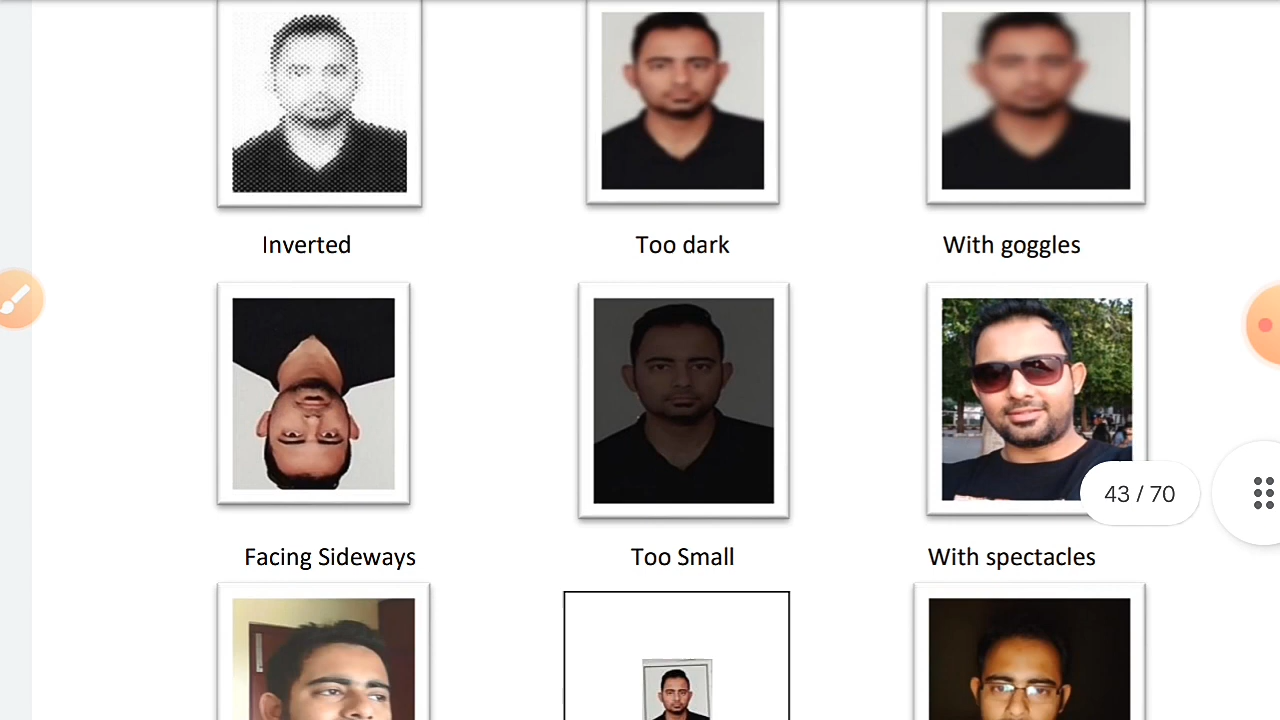 Inverted
Too dark
With goggles
43 / 70
Facing Sideways
Too Small
With spectacles